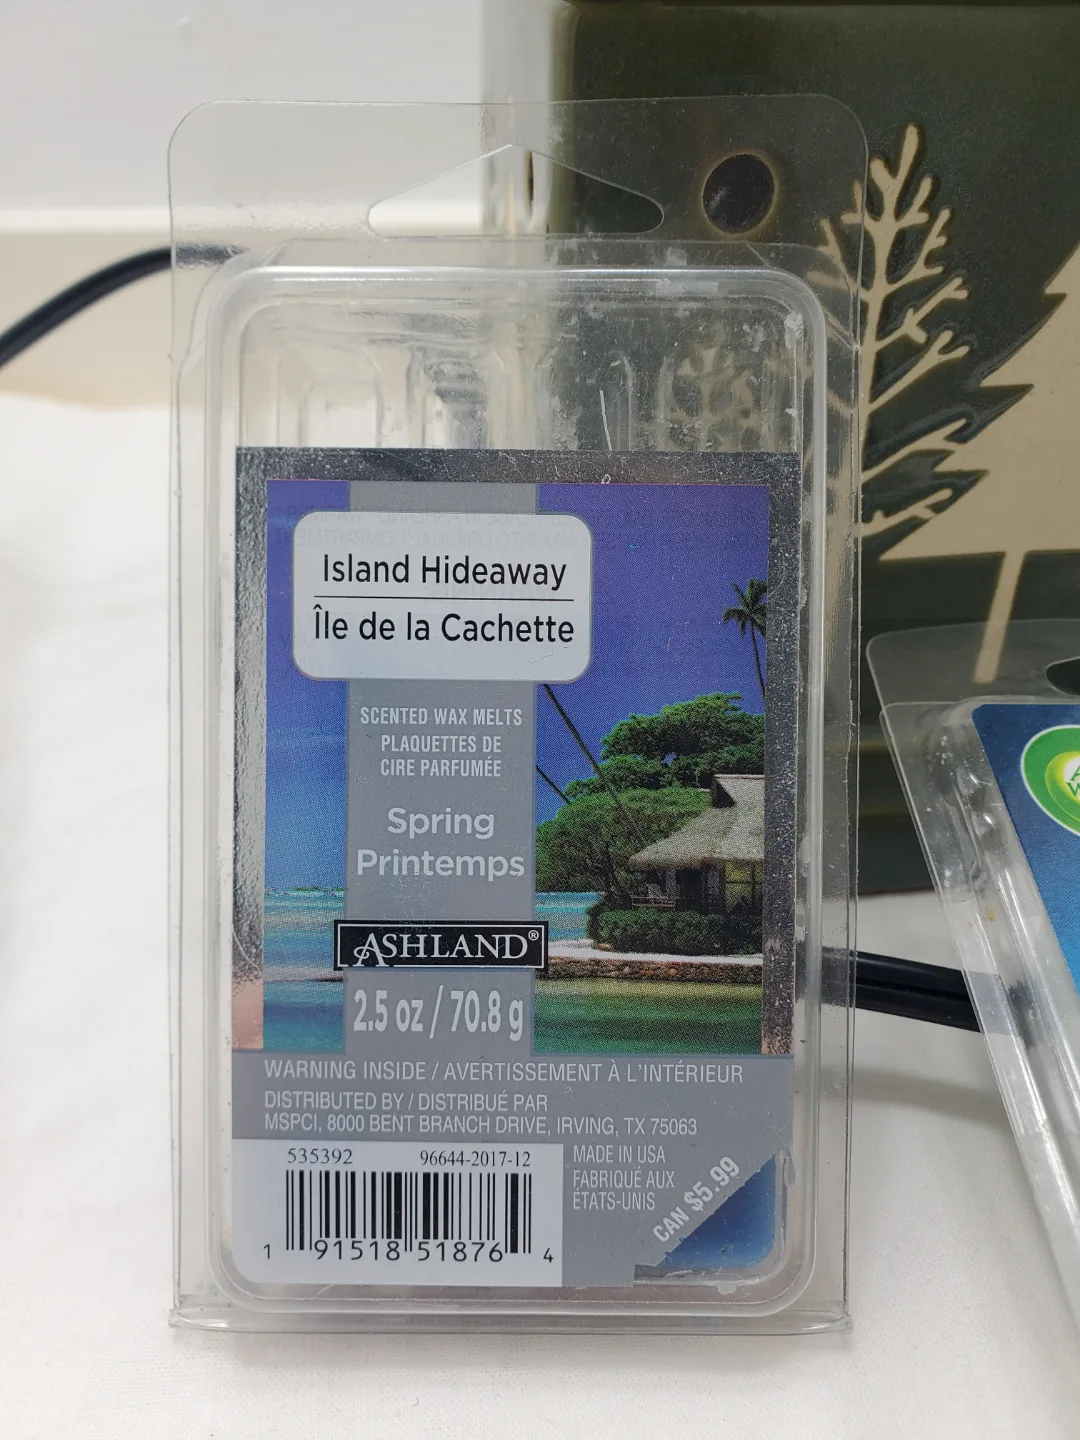 Island Hideaway
Île de la Cachette
SCENTED WAX MELTS
PLAQUETTES DE
CIRE PARFUMÉE
Spring
Printemps
ASHLAND®
2.5 oz / 70.8 g
WARNING INSIDE / AVERTISSEMENT À L'INTÉRIEUR
DISTRIBUTED BY / DISTRIBUÉ PAR
MSPCI, 8000 BENT BRANCH DRIVE, IRVING, TX 75063
535392 96644-2017-12
MADE IN USA
FABRIQUÉ AUX
ÉTATS-UNIS
CAN $5.99
1 91518 51876 4